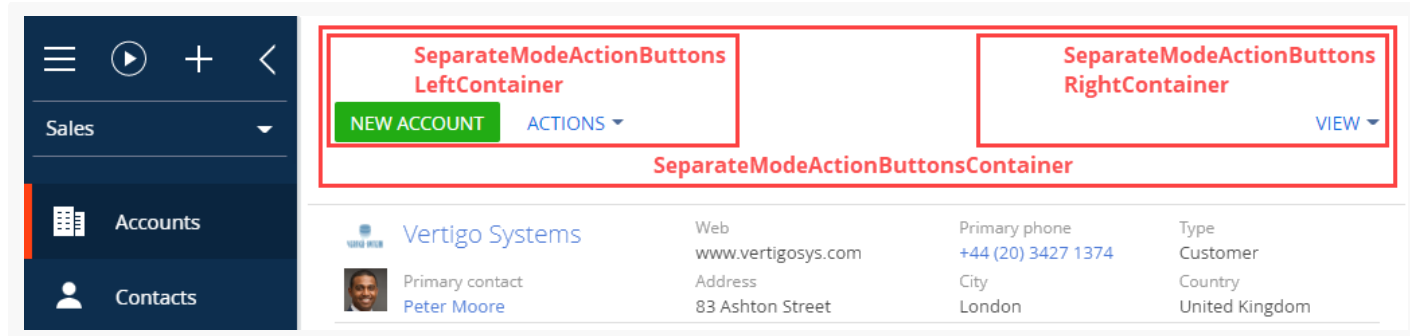 SeparateModeActionButtons
LeftContainer
SeparateModeActionButtons
RightContainer
Sales
NEW ACCOUNT
ACTIONS
VIEW
SeparateModeActionButtonsContainer
Accounts
Vertigo Systems
Web
www.vertigosys.com
Primary phone
+44 (20) 3427 1374
Type
Customer
Contacts
Primary contact
Peter Moore
Address
83 Ashton Street
City
London
Country
United Kingdom